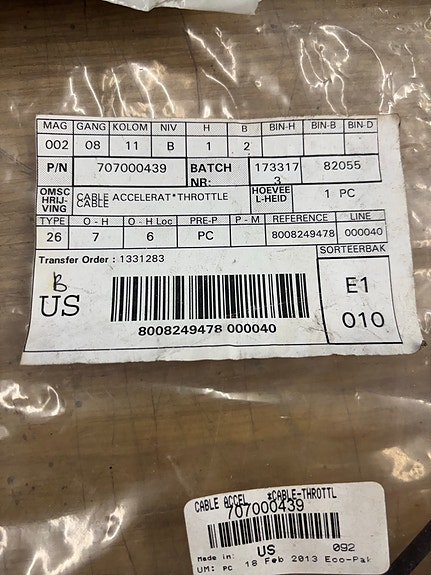 MAG GANG KOLOM NIV H B BIN-H BIN-B BIN-D
002 08 11 B 1 2
P/N 707000439 BATCH NR: 173317 3 82055
OMSC HRIJ- VING CABLE ACCELERAT*THROTTLE HOEVEE L-HEID 1 PC
TYPE O - H O - H Loc PRE-P P - M REFERENCE LINE
26 7 6 PC 8008249478 000040
Transfer Order : 1331283 SORTEERBAK
B
US E1
010
8008249478 000040
CABLE ACCEL *CABLE-THROTTL
707000439
Made in: US 092
UM: PC 18 Feb 2013 Eco-Pak